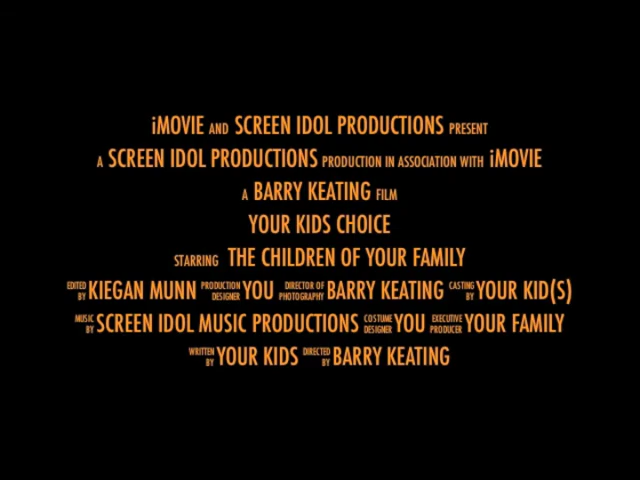 iMOVIE AND SCREEN IDOL PRODUCTIONS PRESENT
A SCREEN IDOL PRODUCTIONS PRODUCTION IN ASSOCIATION WITH iMOVIE
A BARRY KEATING FILM
YOUR KIDS CHOICE
STARRING THE CHILDREN OF YOUR FAMILY
EDITED BY KIEGAN MUNN PRODUCTION DESIGNER YOU DIRECTOR OF PHOTOGRAPHY BARRY KEATING CASTING BY YOUR KID(S)
MUSIC BY SCREEN IDOL MUSIC PRODUCTIONS COSTUME DESIGNER YOU EXECUTIVE PRODUCER YOUR FAMILY
WRITTEN BY YOUR KIDS DIRECTED BY BARRY KEATING